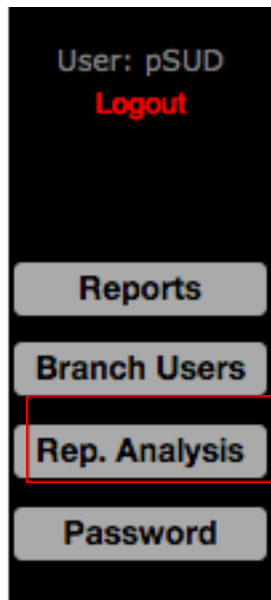 User: pSUD
Logout
Reports
Branch Users
Rep. Analysis
Password